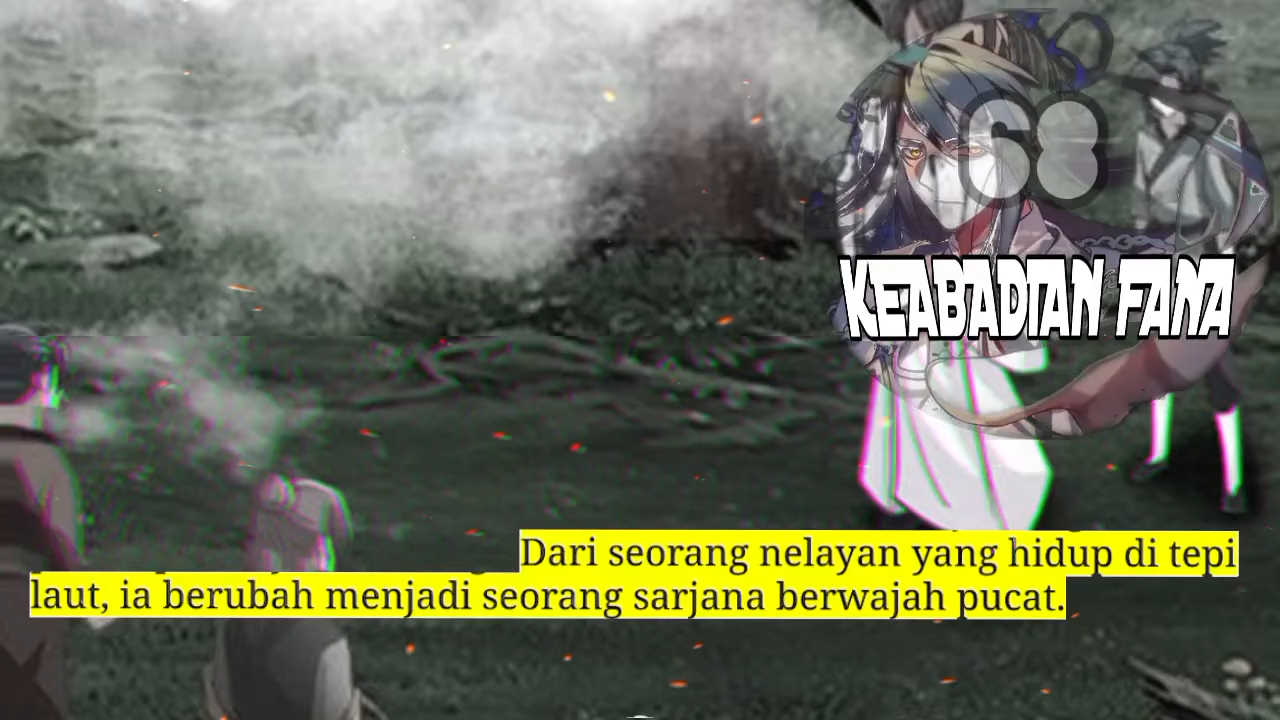 68
KEABADIAN FANA
Dari seorang nelayan yang hidup di tepi
laut, ia berubah menjadi seorang sarjana berwajah pucat.